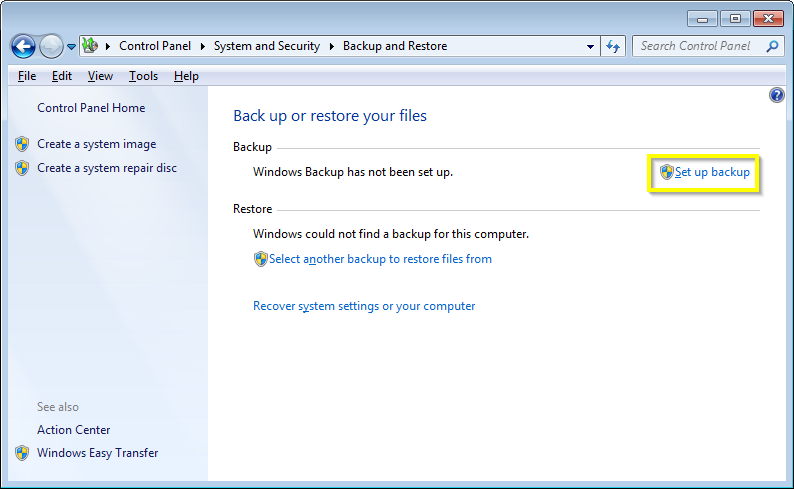 Control Panel System and Security Backup and Restore Search Control Panel
File Edit View Tools Help
Control Panel Home
Create a system image
Create a system repair disc
See also
Action Center
Windows Easy Transfer
Back up or restore your files
Backup
Windows Backup has not been set up. Set up backup
Restore
Windows could not find a backup for this computer.
Select another backup to restore files from
Recover system settings or your computer